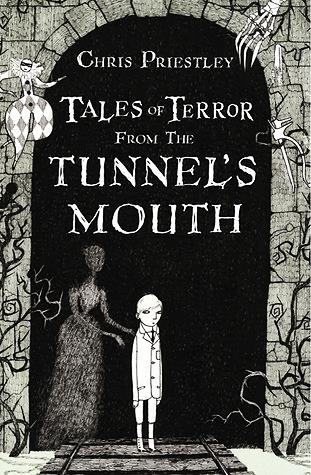 Chris Priestley
Tales of Terror
From the
Tunnel's
Mouth